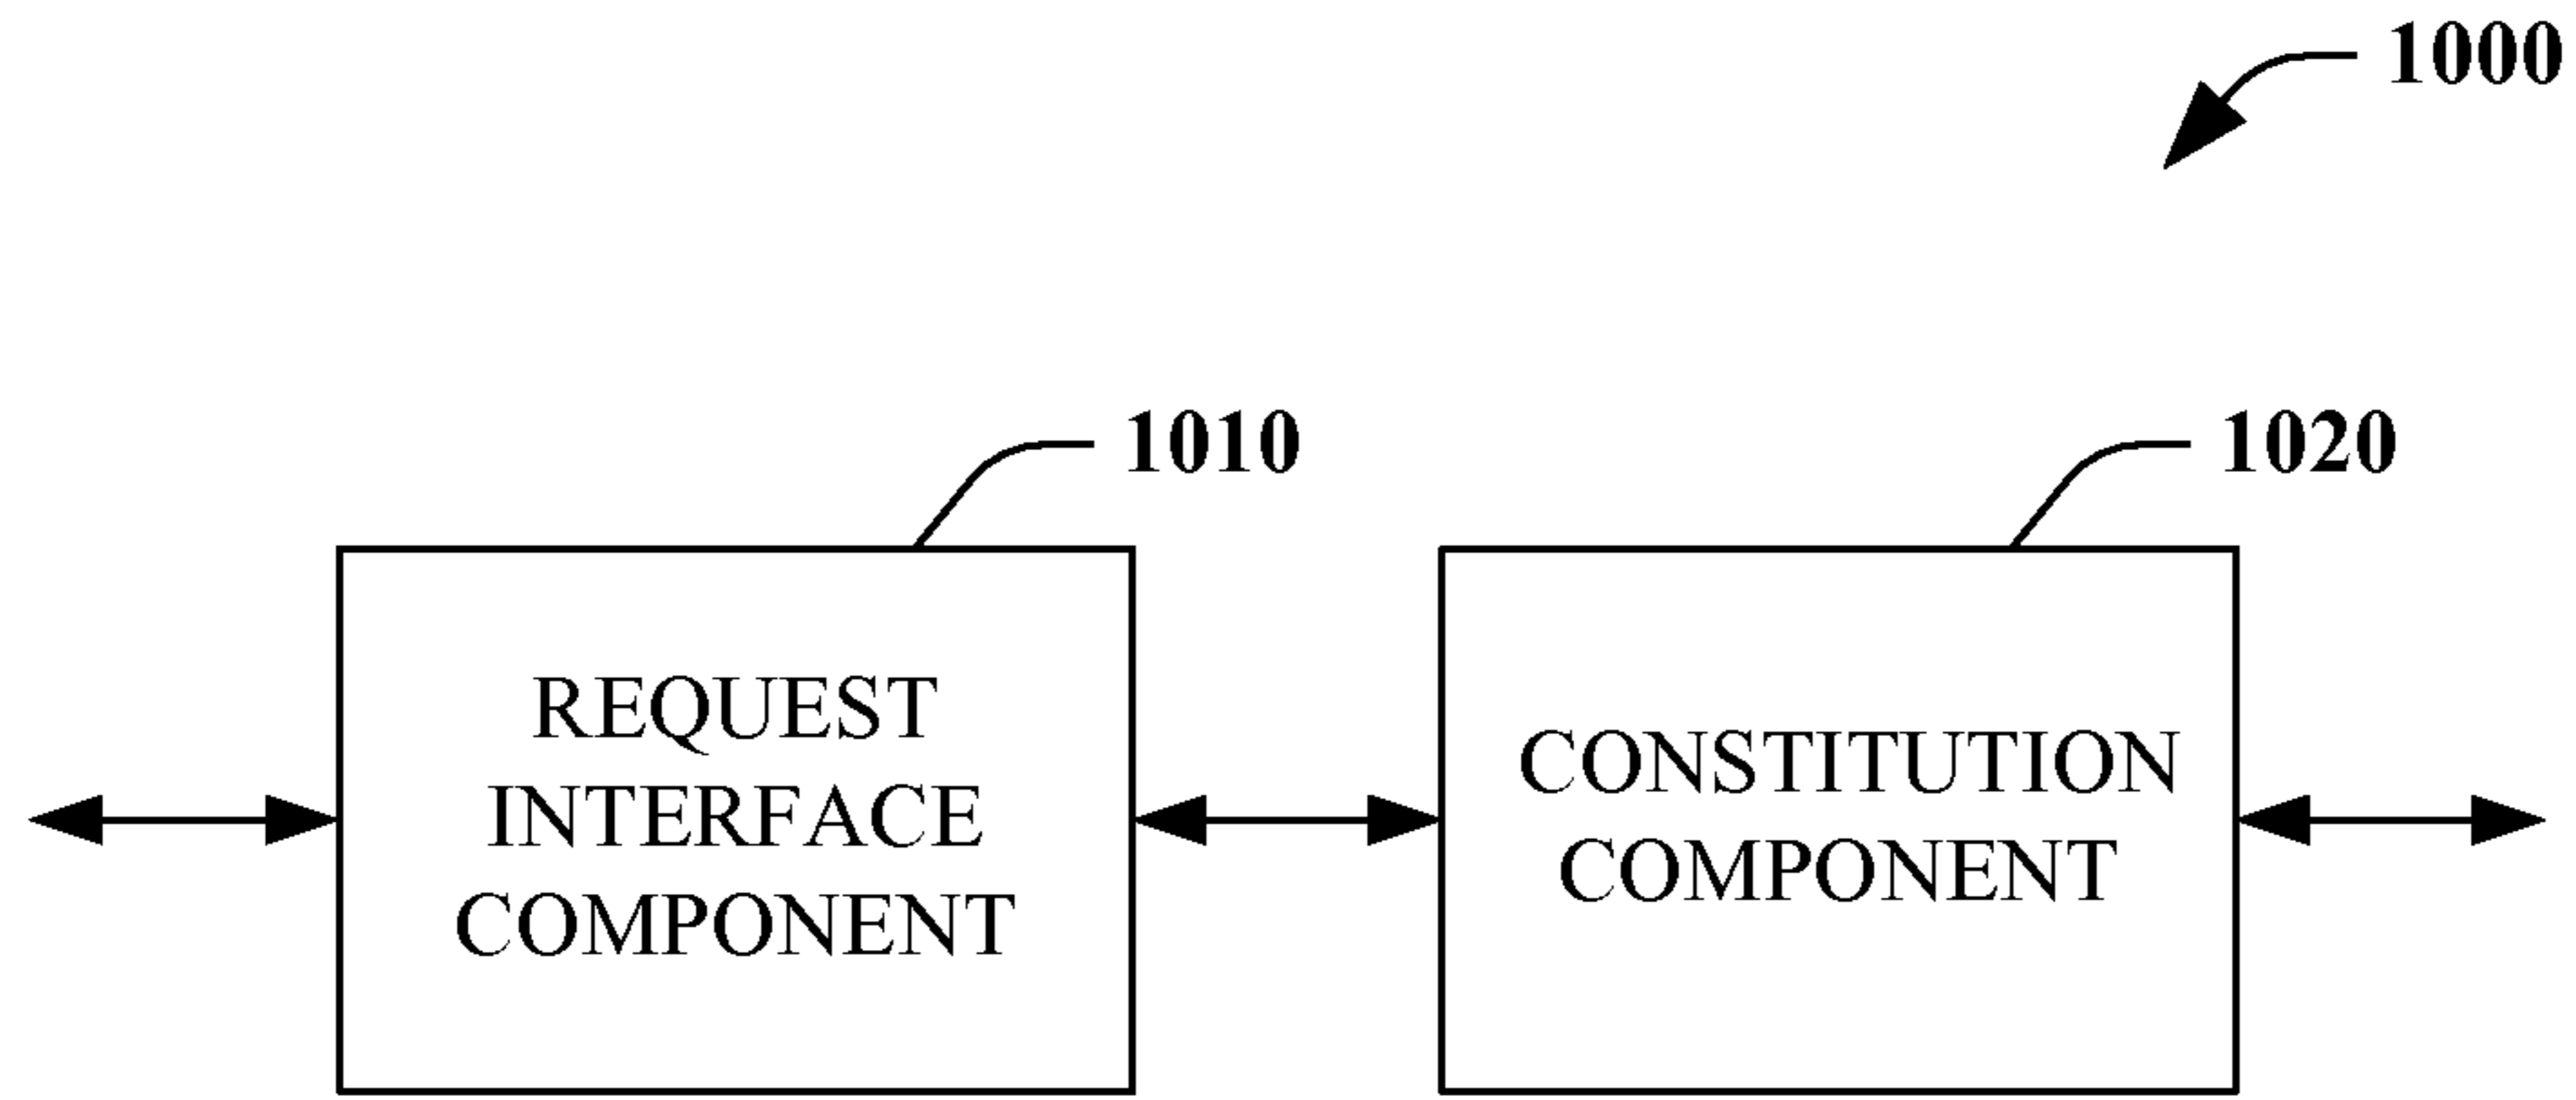 1000
1010
1020
REQUEST
INTERFACE
COMPONENT
CONSTITUTION
COMPONENT